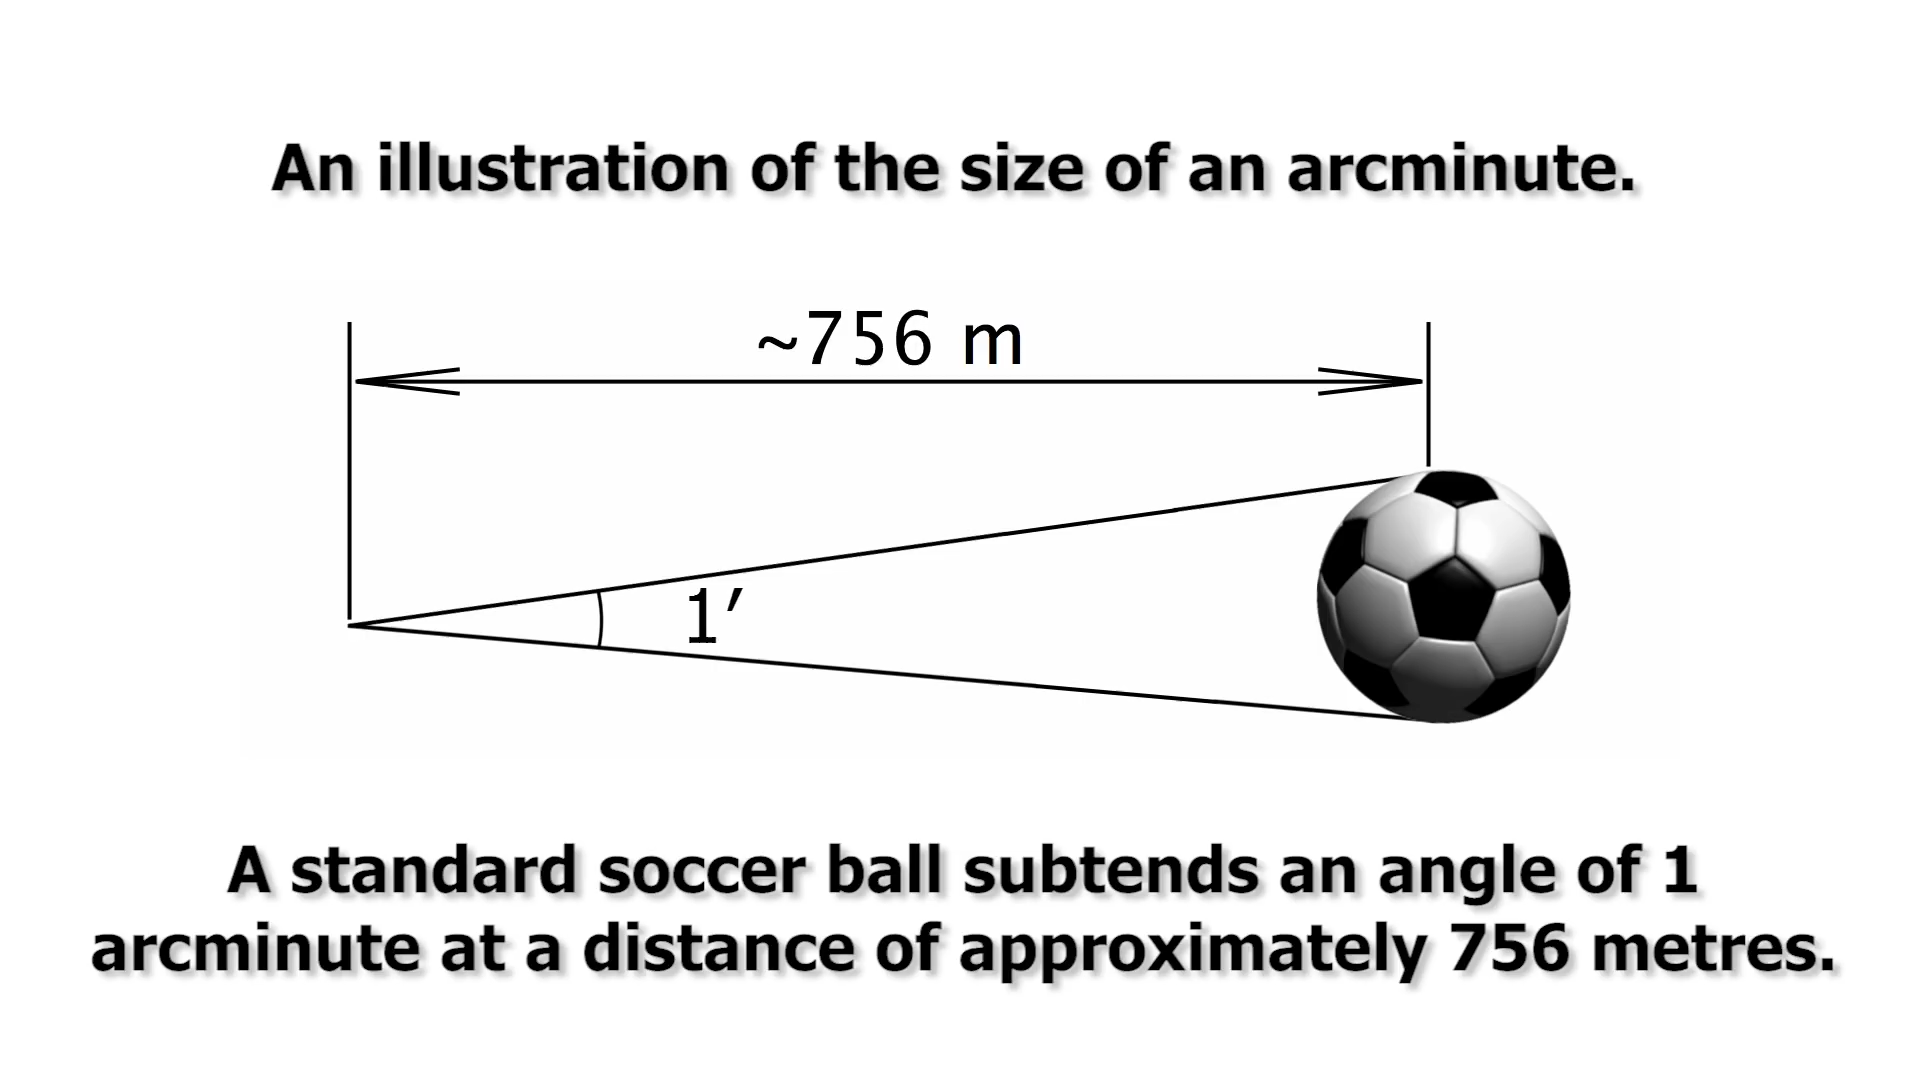 An illustration of the size of an arcminute.
~756 m
1′
A standard soccer ball subtends an angle of 1
arcminute at a distance of approximately 756 metres.